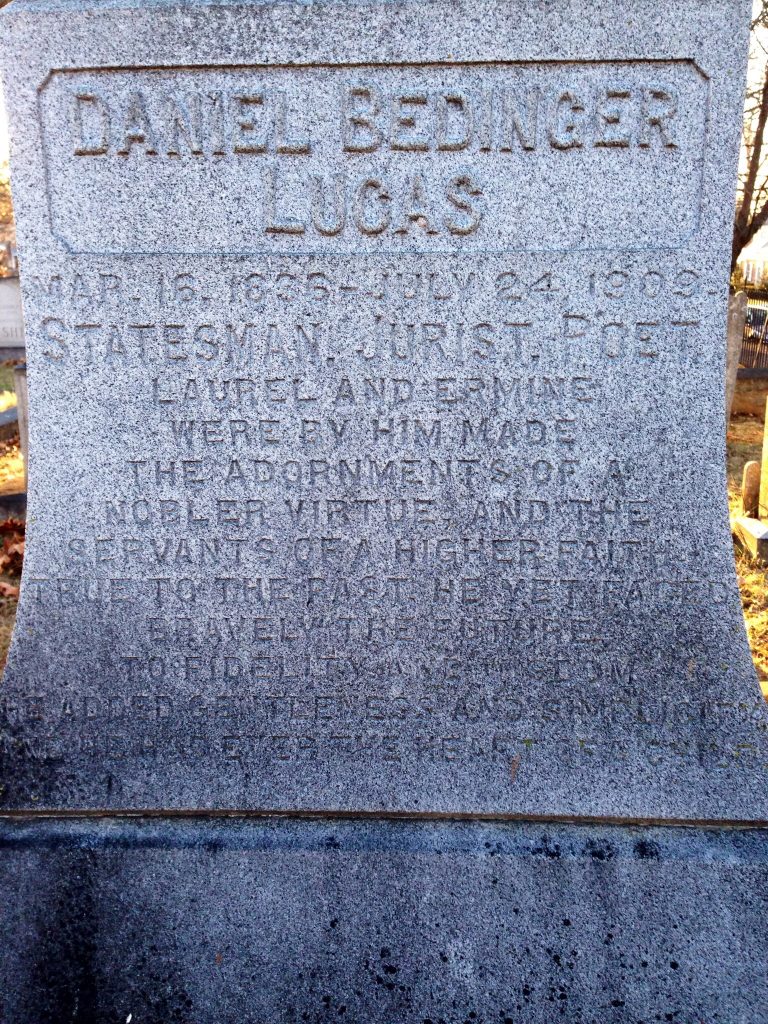 DANIEL BEDINGER
LUCAS
MAR. 16, 1836 – JULY 24, 1909.
STATESMAN, JURIST, POET.
LAUREL AND ERMINE
WERE BY HIM MADE
THE ADORNMENTS OF A
NOBLER VIRTUE, AND THE
SERVANTS OF A HIGHER FAITH.
TRUE TO THE PAST, HE YET FACED
BRAVELY THE FUTURE.
TO FIDELITY AND WISDOM
HE ADDED GENTLENESS AND SIMPLICITY
HAD EVER THE HEART OF A CHILD